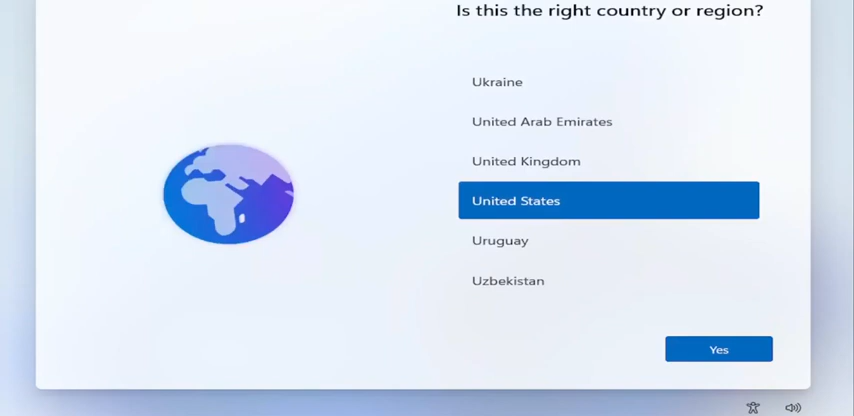 Is this the right country or region?
Ukraine
United Arab Emirates
United Kingdom
United States
Uruguay
Uzbekistan
Yes